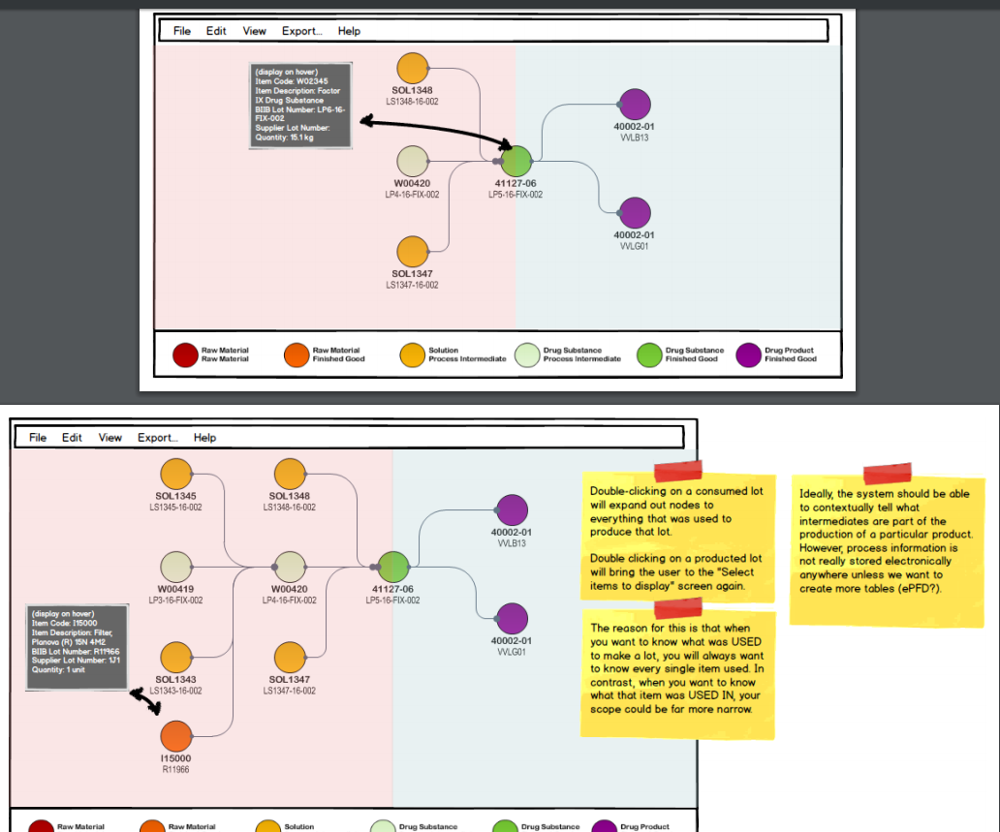 File Edit View Export... Help
(display on hover)
Item Code: W02345
Item Description: Factor
IX Drug Substance
BIIB Lot Number: LP6-16-
FIX-002
Supplier Lot Number:
Quantity: 15.1 kg
SOL1348
LS1348-16-002
40002-01
VVLB13
W00420
LP4-16-FIX-002
41127-06
LP5-16-FIX-002
40002-01
VVLG01
SOL1347
LS1347-16-002
Raw Material
Raw Material
Raw Material
Finished Good
Solution
Process Intermediate
Drug Substance
Process Intermediate
Drug Substance
Finished Good
Drug Product
Finished Good
File Edit View Export... Help
SOL1345
LS1345-16-002
SOL1348
LS1348-16-002
40002-01
VVLB13
W00419
LP3-16-FIX-002
W00420
LP4-16-FIX-002
41127-06
LP5-16-FIX-002
(display on hover)
Item Code: I15000
Item Description: Filter,
Planova (R) 15N 4M2
BIIB Lot Number: R11966
Supplier Lot Number: 1J1
Quantity: 1 unit
40002-01
VVLG01
SOL1343
LS1343-16-002
SOL1347
LS1347-16-002
I15000
R11966
Double-clicking on a consumed lot
will expand out nodes to
everything that was used to
produce that lot.
Double clicking on a producted lot
will bring the user to the "Select
items to display" screen again.
The reason for this is that when
you want to know what was USED
to make a lot, you will always want
to know every single item used. In
contrast, when you want to know
what that item was USED IN, your
scope could be far more narrow.
Ideally, the system should be able
to contextually tell what
intermediates are part of the
production of a particular product.
However, process information is
not really stored electronically
anywhere unless we want to
create more tables (ePFD?).
Raw Material
Raw Material
Solution
Drug Substance
Drug Substance
Drug Product